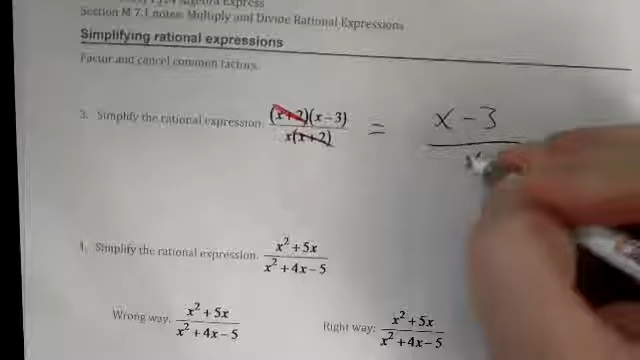 Algebra Express
Section M 7.1 notes: Multiply and Divide Rational Expressions
Simplifying rational expressions
Factor and cancel common factors.
3. Simplify the rational expression. (x+2)(x−3) / x(x+2) = x − 3 / x
4. Simplify the rational expression. x² + 5x / x² + 4x − 5
Wrong way: x² + 5x / x² + 4x − 5 Right way: x² + 5x / x² + 4x − 5